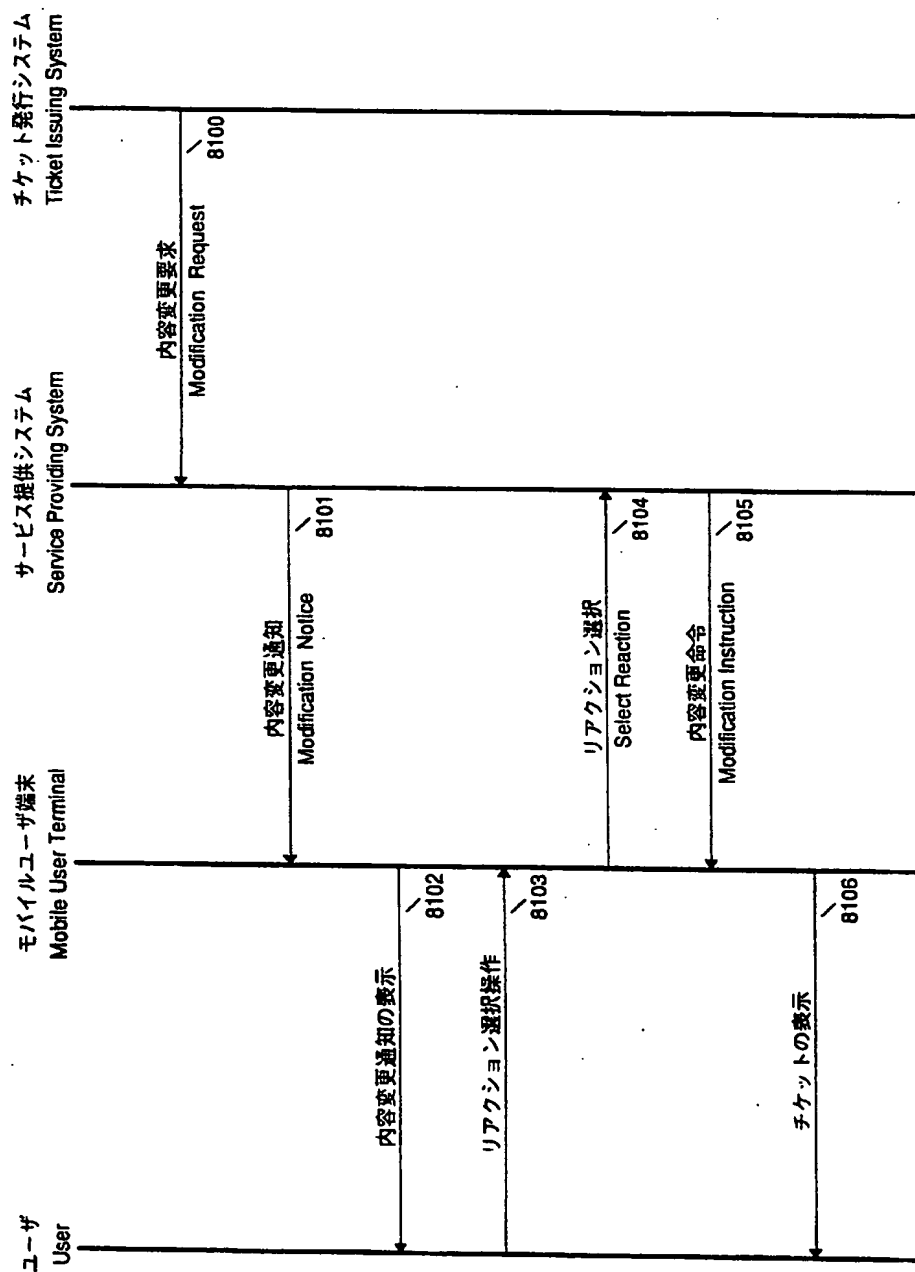 ユーザ
User
モバイルユーザ端末
Mobile User Terminal
サービス提供システム
Service Providing System
チケット発行システム
Ticket Issuing System
内容変更要求
Modification Request
8100
内容変更通知
Modification Notice
8101
内容変更通知の表示
8102
リアクション選択操作
8103
リアクション選択
Select Reaction
8104
内容変更命令
Modification Instruction
8105
チケットの表示
8106